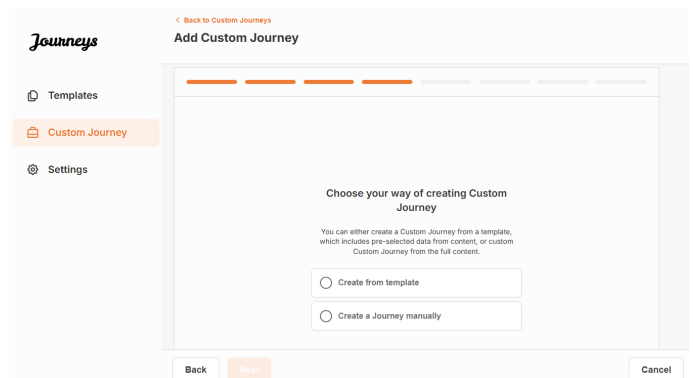 Journeys
Templates
Custom Journey
Settings
< Back to Custom Journeys
Add Custom Journey
Choose your way of creating Custom
Journey
You can either create a Custom Journey from a template,
which includes pre-selected data from content, or custom
Custom Journey from the full content.
Create from template
Create a Journey manually
Back
Next
Cancel